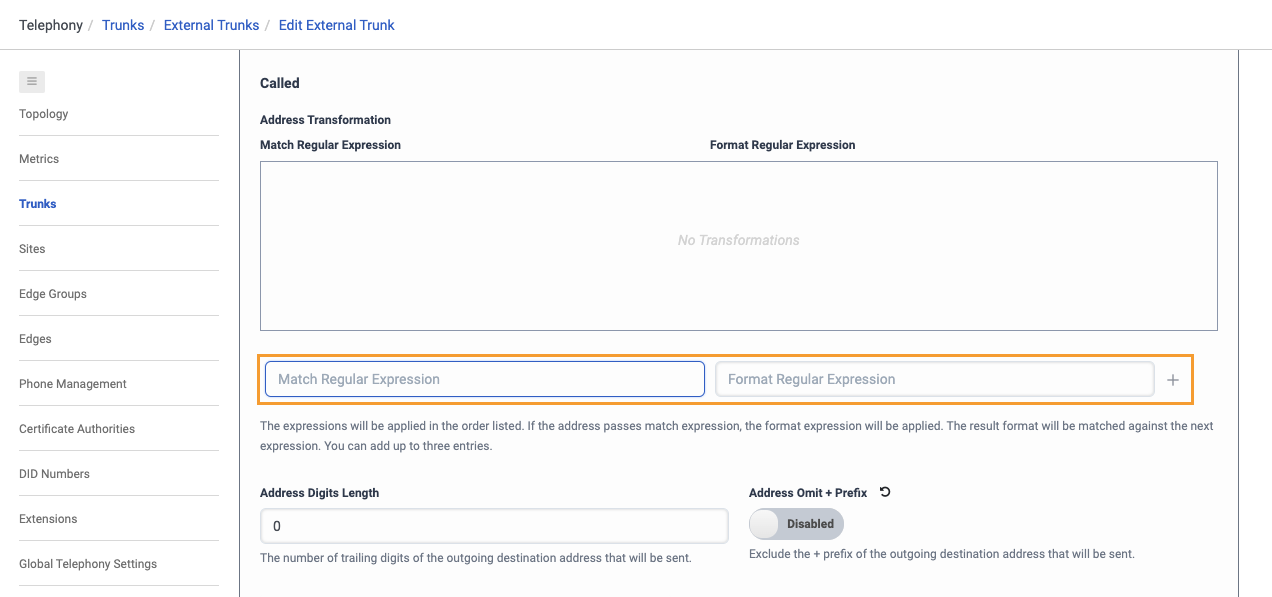 Telephony / Trunks / External Trunks / Edit External Trunk
Topology
Metrics
Trunks
Sites
Edge Groups
Edges
Phone Management
Certificate Authorities
DID Numbers
Extensions
Global Telephony Settings
Called
Address Transformation
Match Regular Expression Format Regular Expression
No Transformations
Match Regular Expression Format Regular Expression +
The expressions will be applied in the order listed. If the address passes match expression, the format expression will be applied. The result format will be matched against the next
expression. You can add up to three entries.
Address Digits Length Address Omit + Prefix
0 Disabled
The number of trailing digits of the outgoing destination address that will be sent. Exclude the + prefix of the outgoing destination address that will be sent.